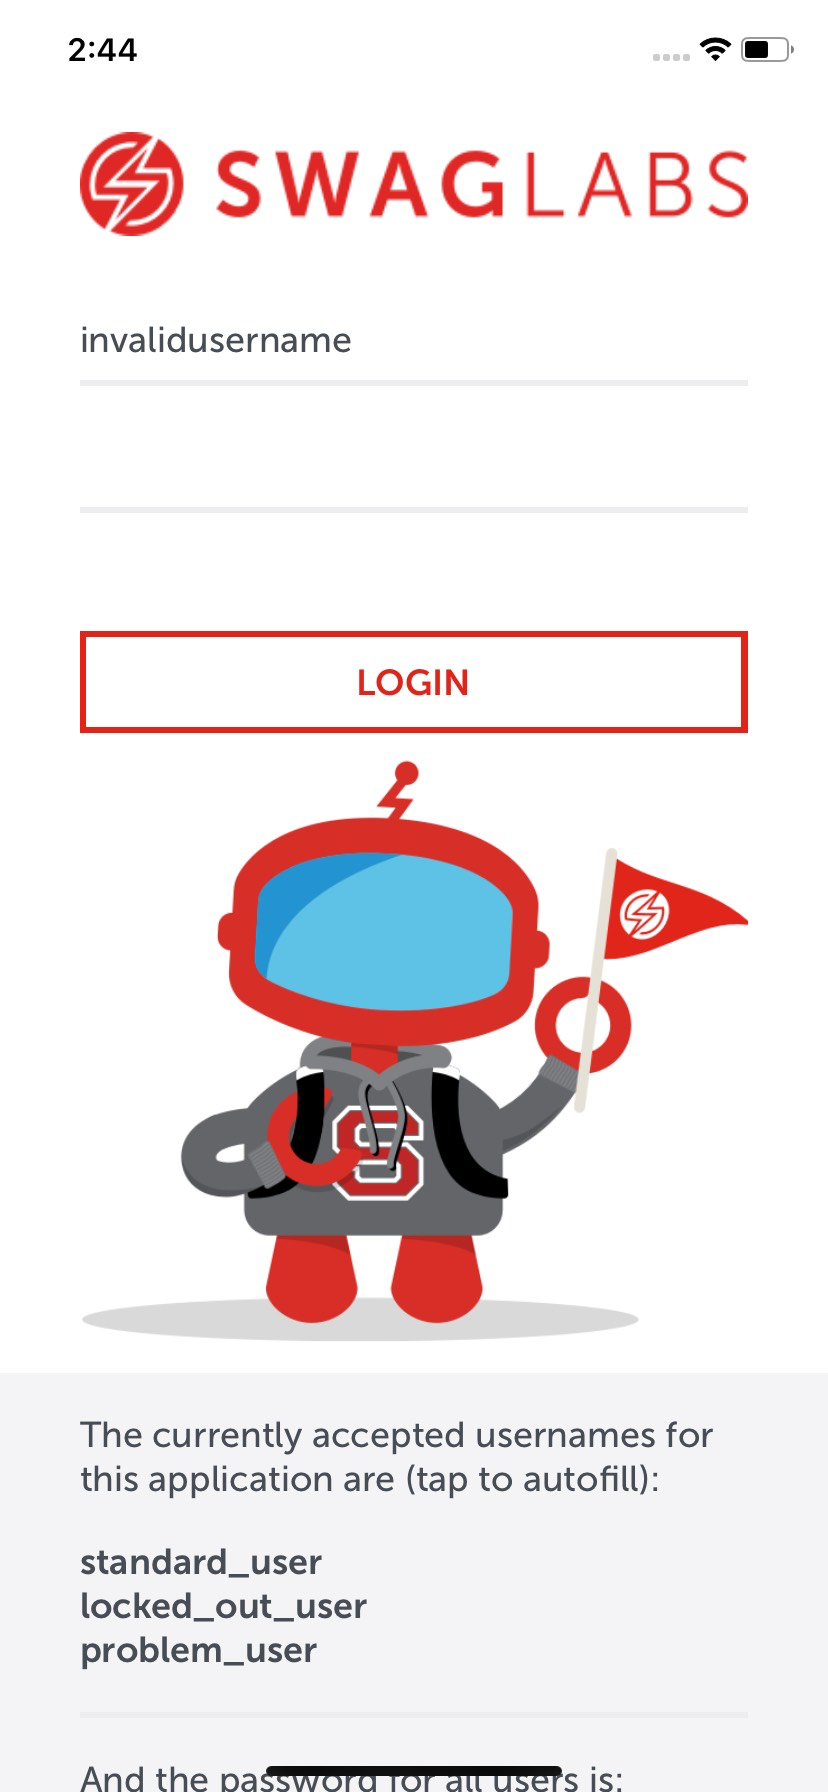 2:44
SWAGLABS
invalidusername
LOGIN
S
The currently accepted usernames for
this application are (tap to autofill):
standard_user
locked_out_user
problem_user
And the password for all users is: